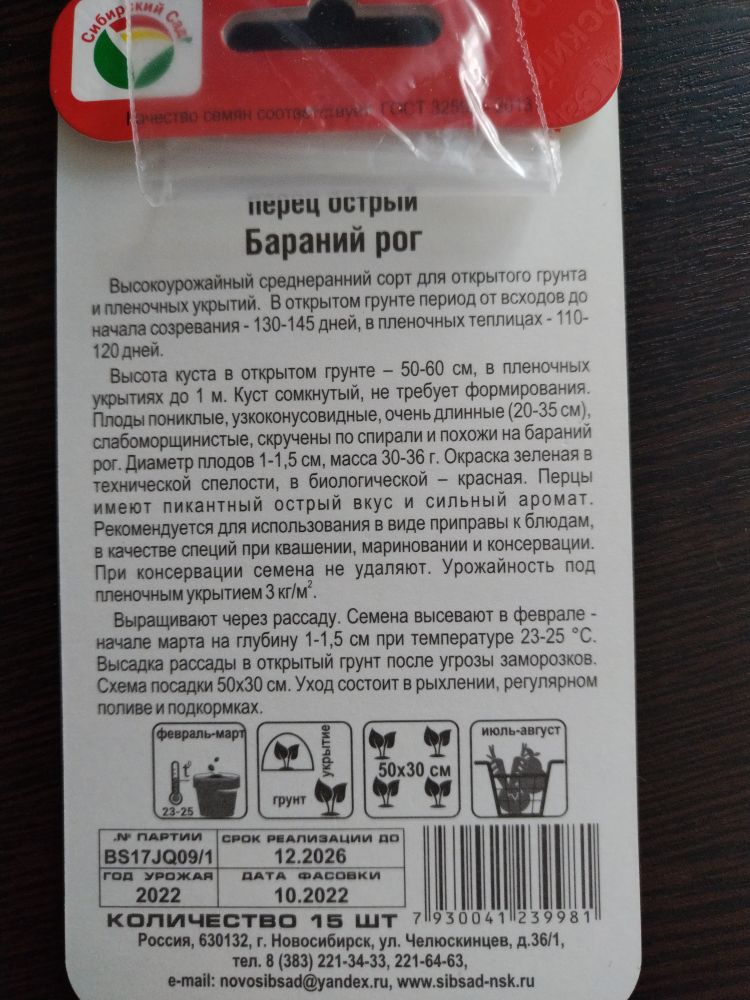 Сибирский Сад
Качество семян соответствует ГОСТ
перец острый
Бараний рог
Высокоурожайный среднеранний сорт для открытого грунта
и пленочных укрытий. В открытом грунте период от всходов до
начала созревания - 130-145 дней, в пленочных теплицах - 110-
120 дней.
Высота куста в открытом грунте – 50-60 см, в пленочных
укрытиях до 1 м. Куст сомкнутый, не требует формирования.
Плоды пониклые, узкоконусовидные, очень длинные (20-35 см),
слабоморщинистые, скручены по спирали и похожи на бараний
рог. Диаметр плодов 1-1,5 см, масса 30-36 г. Окраска зеленая в
технической спелости, в биологической – красная. Перцы
имеют пикантный острый вкус и сильный аромат.
Рекомендуется для использования в виде приправы к блюдам,
в качестве специй при квашении, мариновании и консервации.
При консервации семена не удаляют. Урожайность под
пленочным укрытием 3 кг/м².
Выращивают через рассаду. Семена высевают в феврале -
начале марта на глубину 1-1,5 см при температуре 23-25 °С.
Высадка рассады в открытый грунт после угрозы заморозков.
Схема посадки 50х30 см. Уход состоит в рыхлении, регулярном
поливе и подкормках.
февраль-март
t°
23-25
укрытие
грунт
50х30 см
июль-август
.№ ПАРТИИ СРОК РЕАЛИЗАЦИИ ДО
BS17JQ09/1 12.2026
ГОД УРОЖАЯ ДАТА ФАСОВКИ
2022 10.2022
КОЛИЧЕСТВО 15 ШТ
7 930041 239981
Россия, 630132, г. Новосибирск, ул. Челюскинцев, д.36/1,
тел. 8 (383) 221-34-33, 221-64-63,
e-mail: novosibsad@yandex.ru, www.sibsad-nsk.ru